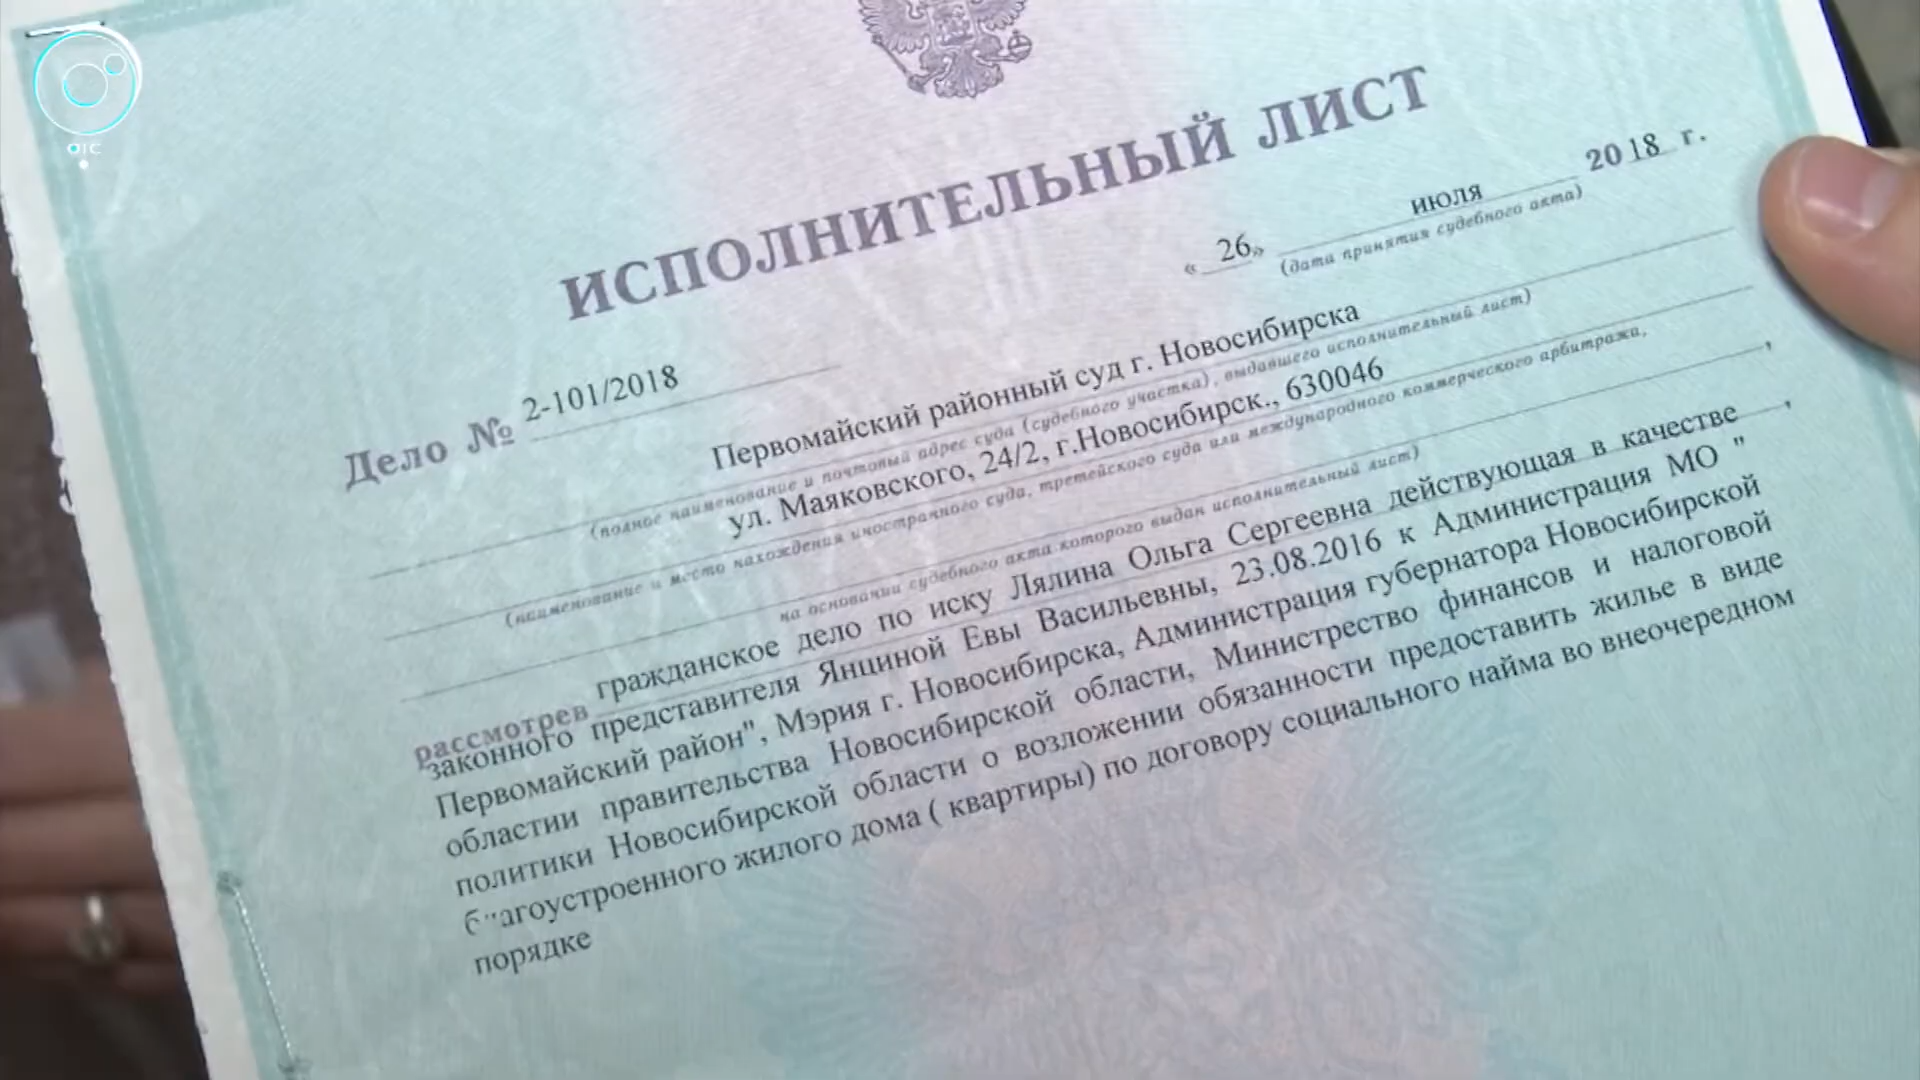 оtс
ИСПОЛНИТЕЛЬНЫЙ ЛИСТ
« 26» июля 2018 г.
(дата принятия судебного акта)
Дело № 2-101/2018
Первомайский районный суд г. Новосибирска
(полное наименование и почтовый адрес суда (судебного участка), выдавшего исполнительный лист)
ул. Маяковского, 24/2, г.Новосибирск., 630046
(наименование и место нахождения иностранного суда, третейского суда или международного коммерческого арбитража,
на основании судебного акта которого выдан исполнительный лист)
рассмотрев гражданское дело по иску Лялина Ольга Сергеевна действующая в качестве
законного представителя Янциной Евы Васильевны, 23.08.2016 к Администрация МО "
Первомайский район", Мэрия г. Новосибирска, Администрация губернатора Новосибирской
областии правительства Новосибирской области, Министрество финансов и налоговой
политики Новосибирской области о возложении обязанности предоставить жилье в виде
благоустроенного жилого дома ( квартиры) по договору социального найма во внеочередном
порядке